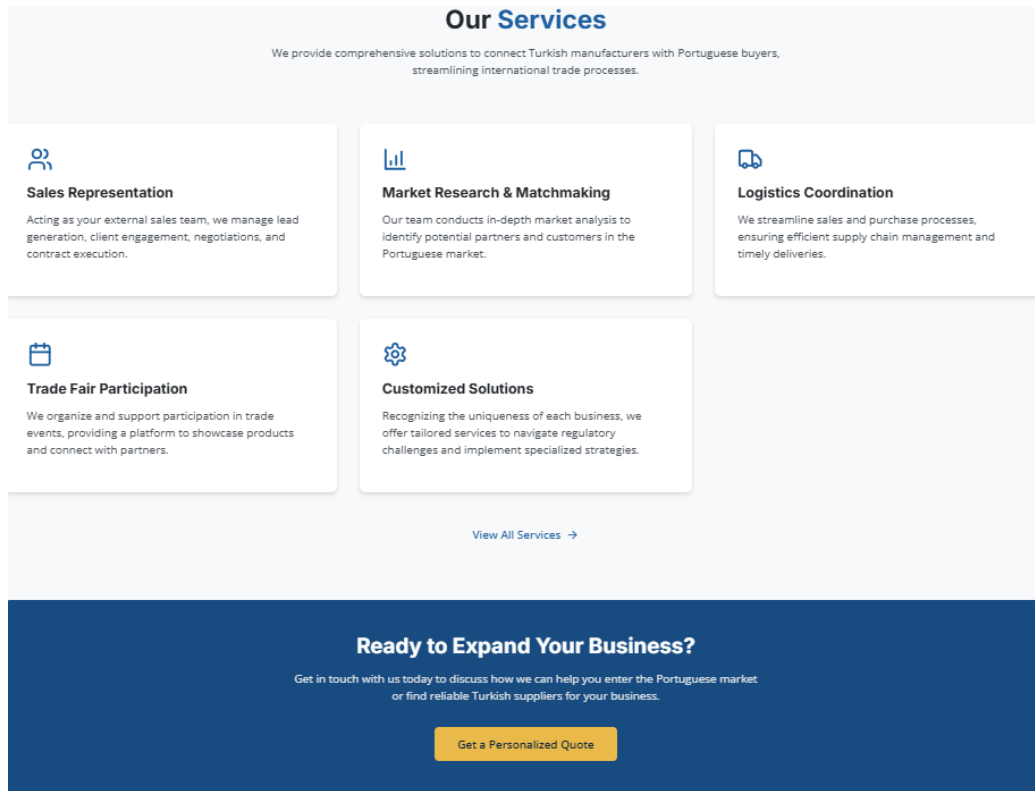 Our Services
We provide comprehensive solutions to connect Turkish manufacturers with Portuguese buyers,
streamlining international trade processes.
Sales Representation
Acting as your external sales team, we manage lead
generation, client engagement, negotiations, and
contract execution.
Market Research & Matchmaking
Our team conducts in-depth market analysis to
identify potential partners and customers in the
Portuguese market.
Logistics Coordination
We streamline sales and purchase processes,
ensuring efficient supply chain management and
timely deliveries.
Trade Fair Participation
We organize and support participation in trade
events, providing a platform to showcase products
and connect with partners.
Customized Solutions
Recognizing the uniqueness of each business, we
offer tailored services to navigate regulatory
challenges and implement specialized strategies.
View All Services →
Ready to Expand Your Business?
Get in touch with us today to discuss how we can help you enter the Portuguese market
or find reliable Turkish suppliers for your business.
Get a Personalized Quote